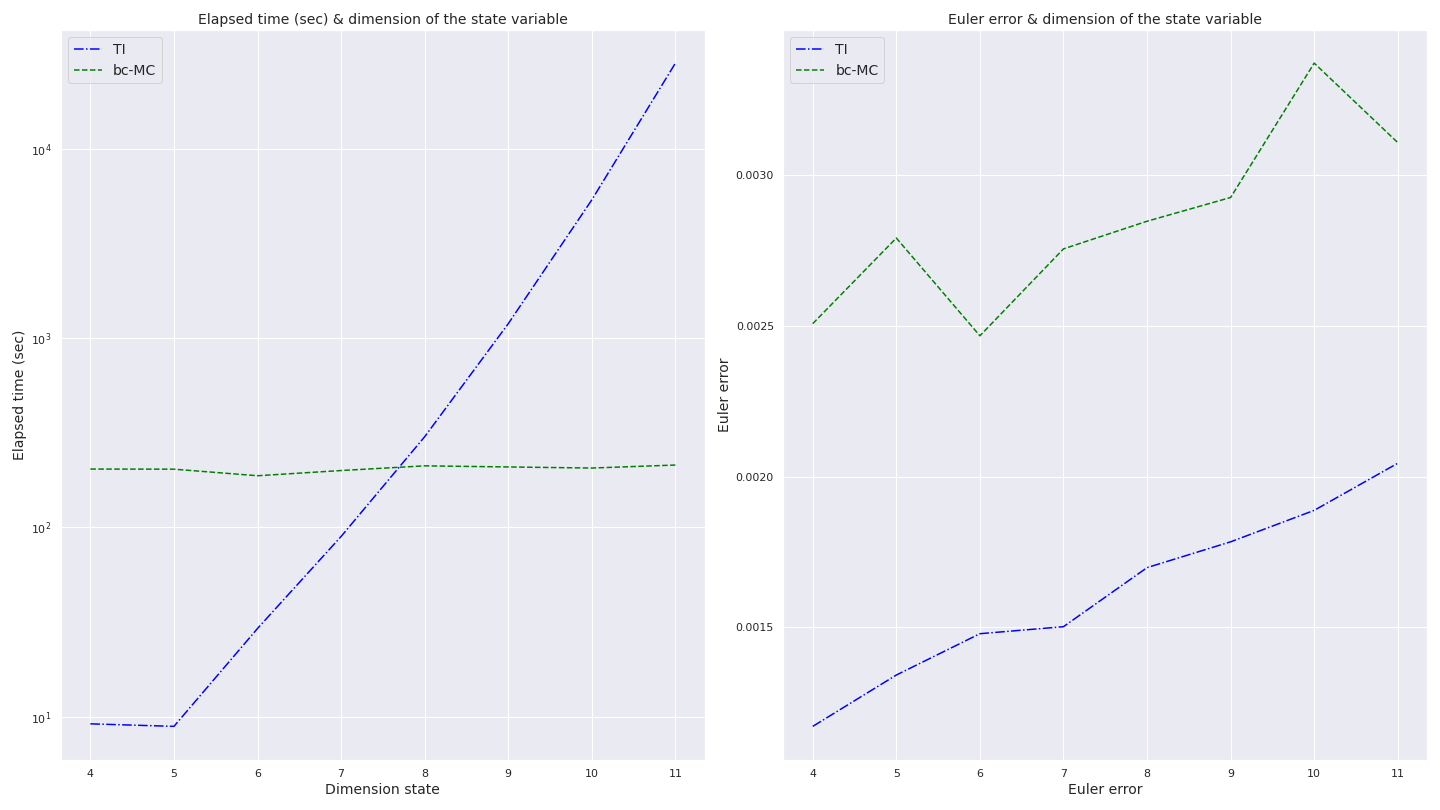 Elapsed time (sec) & dimension of the state variable
TI
bc-MC
10^4
10^3
10^2
10^1
Elapsed time (sec)
4 5 6 7 8 9 10 11
Dimension state
Euler error & dimension of the state variable
TI
bc-MC
0.0030
0.0025
0.0020
0.0015
Euler error
4 5 6 7 8 9 10 11
Euler error